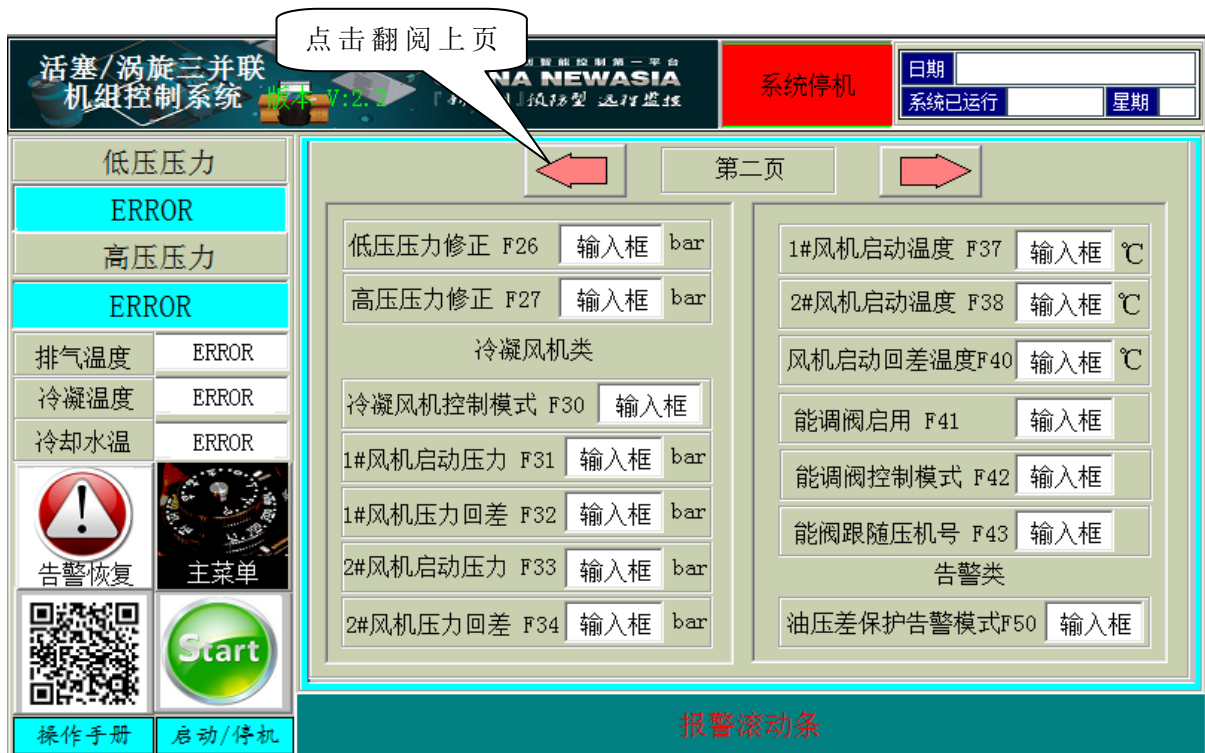 点击翻阅上页
活塞/涡旋三并联
机组控制系统
版本 V:2.2
NA NEWASIA
预防型 远程监控
系统停机
日期
系统已运行
星期
低压压力
ERROR
高压压力
ERROR
排气温度 ERROR
冷凝温度 ERROR
冷却水温 ERROR
告警恢复
主菜单
Start
操作手册
启动/停机
第二页
低压压力修正 F26 输入框 bar
高压压力修正 F27 输入框 bar
冷凝风机类
冷凝风机控制模式 F30 输入框
1#风机启动压力 F31 输入框 bar
1#风机压力回差 F32 输入框 bar
2#风机启动压力 F33 输入框 bar
2#风机压力回差 F34 输入框 bar
1#风机启动温度 F37 输入框 ℃
2#风机启动温度 F38 输入框 ℃
风机启动回差温度F40 输入框 ℃
能调阀启用 F41 输入框
能调阀控制模式 F42 输入框
能阀跟随压机号 F43 输入框
告警类
油压差保护告警模式F50 输入框
报警滚动条